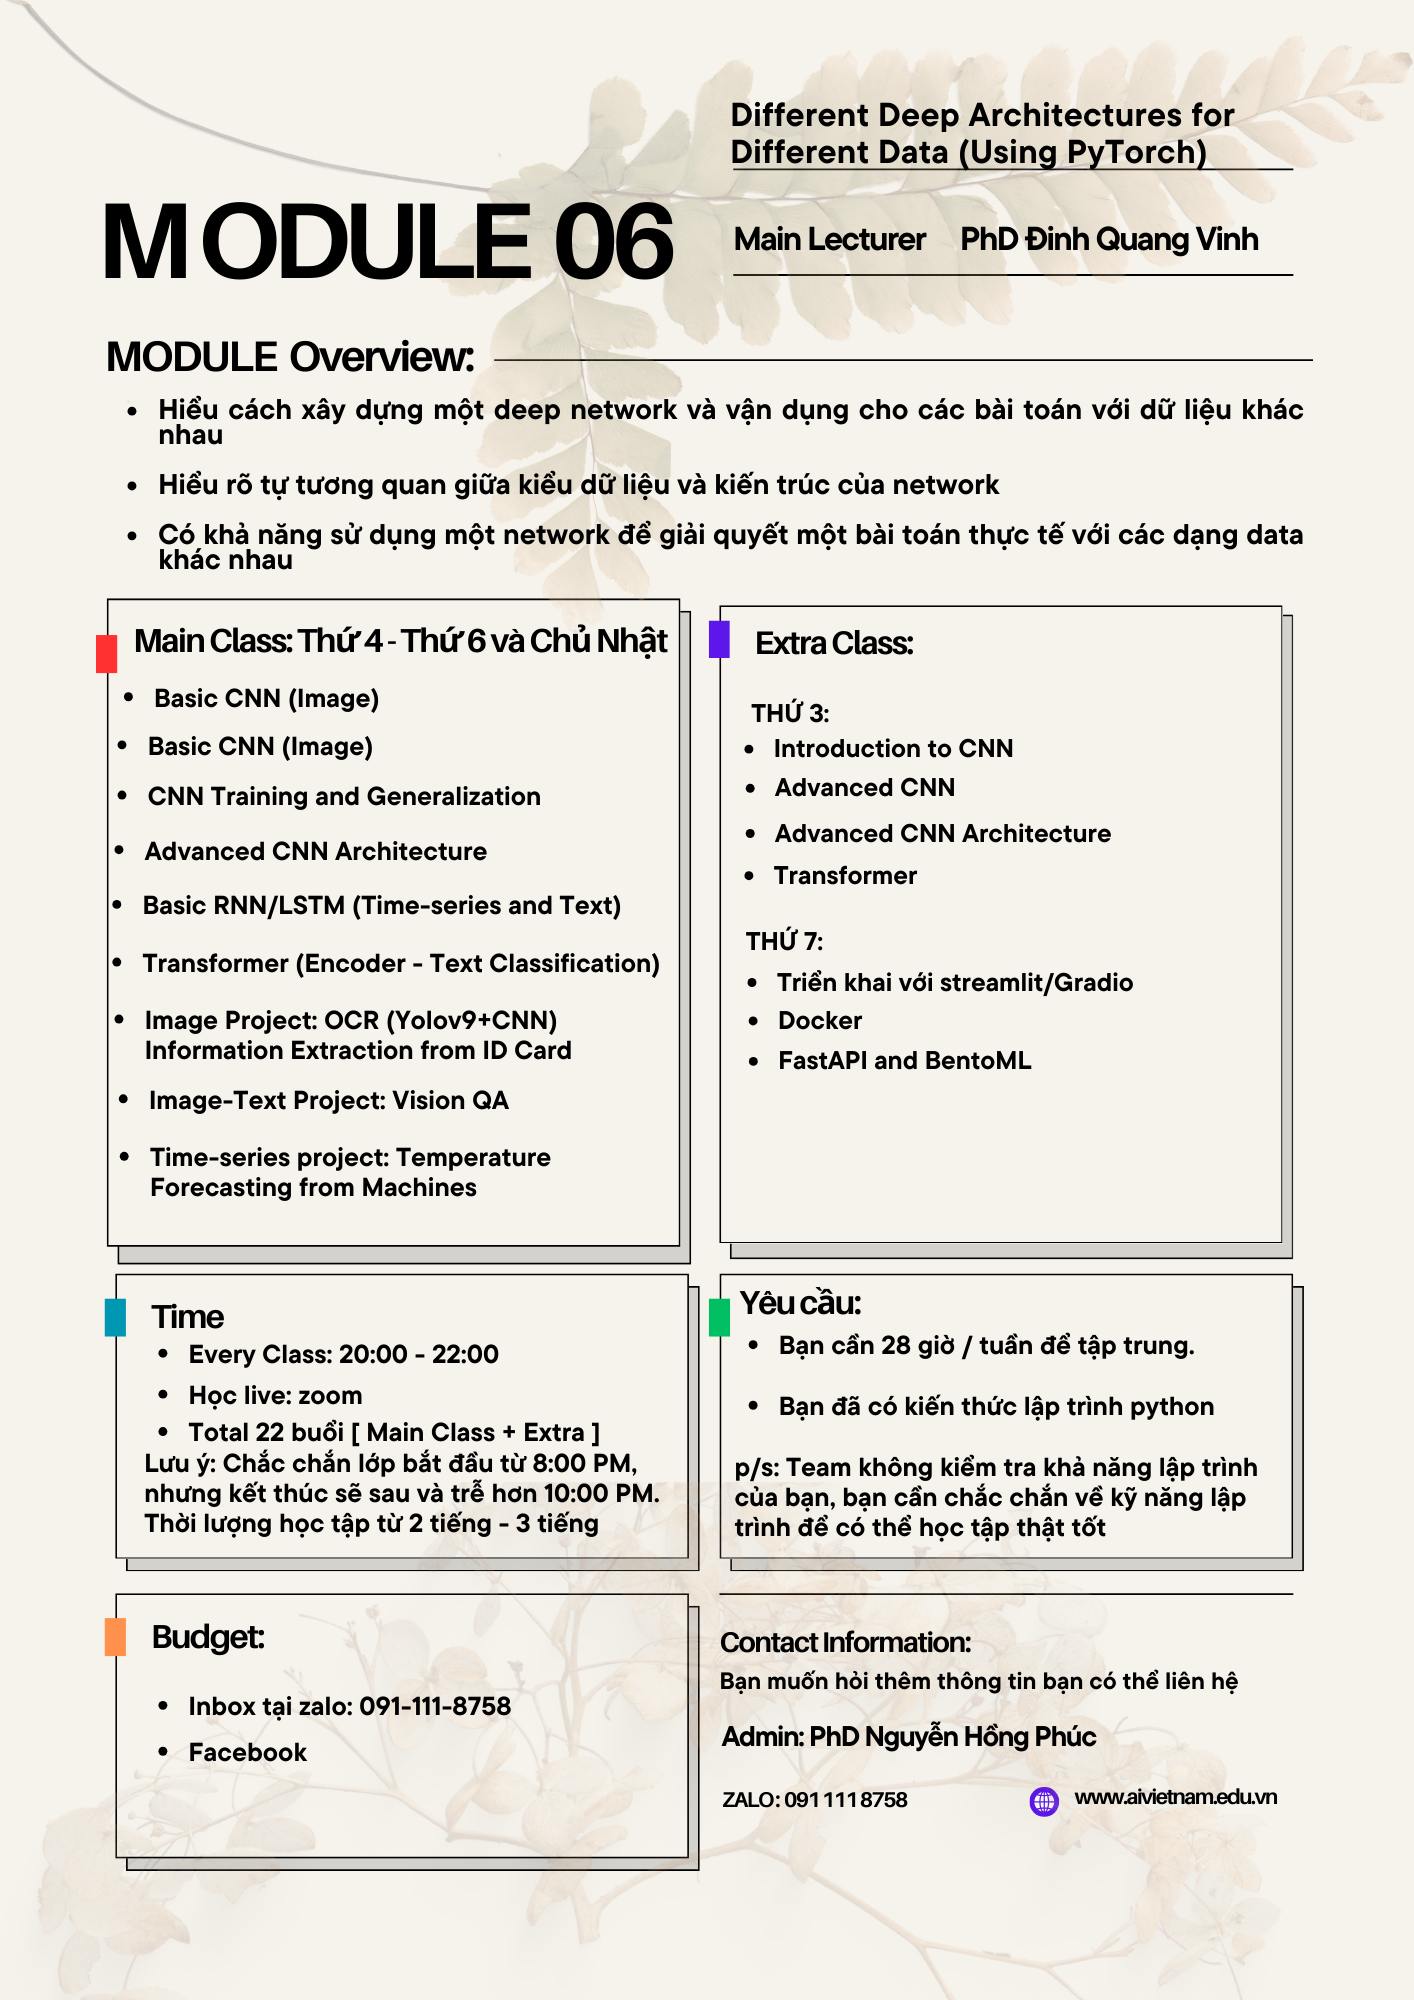 Different Deep Architectures for
Different Data (Using PyTorch)
MODULE 06
Main Lecturer PhD Đinh Quang Vinh
MODULE Overview:
• Hiểu cách xây dựng một deep network và vận dụng cho các bài toán với dữ liệu khác
nhau
• Hiểu rõ tự tương quan giữa kiểu dữ liệu và kiến trúc của network
• Có khả năng sử dụng một network để giải quyết một bài toán thực tế với các dạng data
khác nhau
Main Class: Thứ 4 - Thứ 6 và Chủ Nhật
• Basic CNN (Image)
• Basic CNN (Image)
• CNN Training and Generalization
• Advanced CNN Architecture
• Basic RNN/LSTM (Time-series and Text)
• Transformer (Encoder - Text Classification)
• Image Project: OCR (Yolov9+CNN)
Information Extraction from ID Card
• Image-Text Project: Vision QA
• Time-series project: Temperature
Forecasting from Machines
Extra Class:
THỨ 3:
• Introduction to CNN
• Advanced CNN
• Advanced CNN Architecture
• Transformer
THỨ 7:
• Triển khai với streamlit/Gradio
• Docker
• FastAPI and BentoML
Time
• Every Class: 20:00 - 22:00
• Học live: zoom
• Total 22 buổi [ Main Class + Extra ]
Lưu ý: Chắc chắn lớp bắt đầu từ 8:00 PM,
nhưng kết thúc sẽ sau và trễ hơn 10:00 PM.
Thời lượng học tập từ 2 tiếng - 3 tiếng
Yêu cầu:
• Bạn cần 28 giờ / tuần để tập trung.
• Bạn đã có kiến thức lập trình python
p/s: Team không kiểm tra khả năng lập trình
của bạn, bạn cần chắc chắn về kỹ năng lập
trình để có thể học tập thật tốt
Budget:
• Inbox tại zalo: 091-111-8758
• Facebook
Contact Information:
Bạn muốn hỏi thêm thông tin bạn có thể liên hệ
Admin: PhD Nguyễn Hồng Phúc
ZALO: 091 111 8758
www.aivietnam.edu.vn